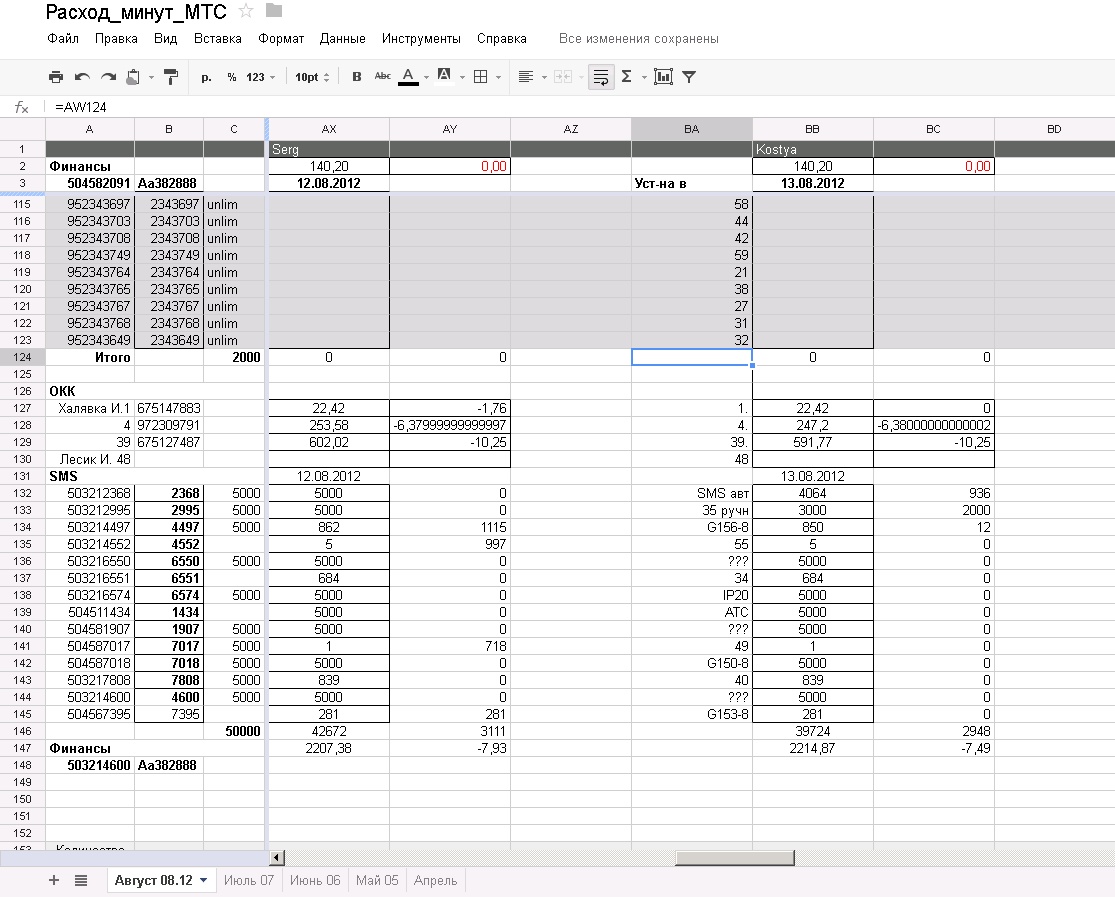 Расход_минут_МТС
Файл Правка Вид Вставка Формат Данные Инструменты Справка Все изменения сохранены
р. % 123 10pt B Abc A A Σ
fx =AW124
A B C AX AY AZ BA BB BC BD
1 Serg Kostya
2 Финансы 140,20 0,00 140,20 0,00
3 504582091 Aa382888 12.08.2012 Уст-на в 13.08.2012
115 952343697 2343697 unlim 58
116 952343703 2343703 unlim 44
117 952343708 2343708 unlim 42
118 952343749 2343749 unlim 59
119 952343764 2343764 unlim 21
120 952343765 2343765 unlim 38
121 952343767 2343767 unlim 27
122 952343768 2343768 unlim 31
123 952343649 2343649 unlim 32
124 Итого 2000 0 0 0 0
125
126 ОКК
127 Халявка И.1 675147883 22,42 -1,76 1. 22,42 0
128 4 972309791 253,58 -6,37999999999997 4. 247,2 -6,38000000000002
129 39 675127487 602,02 -10,25 39. 591,77 -10,25
130 Лесик И. 48 48
131 SMS 12.08.2012 13.08.2012
132 503212368 2368 5000 5000 0 SMS авт 4064 936
133 503212995 2995 5000 5000 0 35 ручн 3000 2000
134 503214497 4497 5000 862 1115 G156-8 850 12
135 503214552 4552 5 997 55 5 0
136 503216550 6550 5000 5000 0 ??? 5000 0
137 503216551 6551 684 0 34 684 0
138 503216574 6574 5000 5000 0 IP20 5000 0
139 504511434 1434 5000 0 ATC 5000 0
140 504581907 1907 5000 5000 0 ??? 5000 0
141 504587017 7017 5000 1 718 49 1 0
142 504587018 7018 5000 5000 0 G150-8 5000 0
143 503217808 7808 5000 839 0 40 839 0
144 503214600 4600 5000 5000 0 ??? 5000 0
145 504567395 7395 281 281 G153-8 281 0
146 50000 42672 3111 39724 2948
147 Финансы 2207,38 -7,93 2214,87 -7,49
148 503214600 Aa382888
149
150
151
152
153 Количество
+ Август 08.12 Июль 07 Июнь 06 Май 05 Апрель